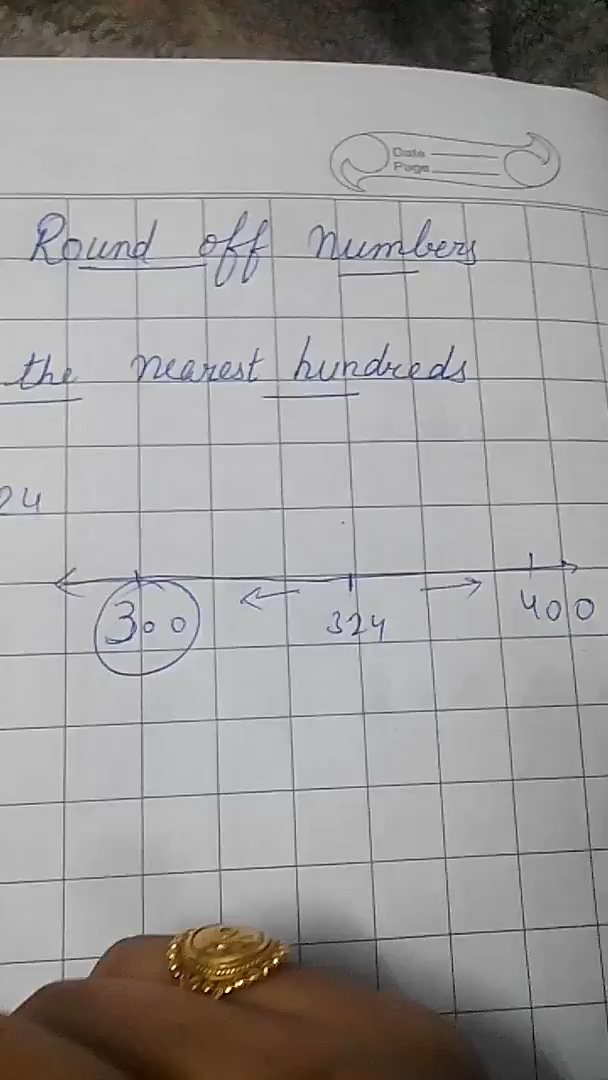 Date
Page
Round off numbers
the nearest hundreds
24
300 324 400